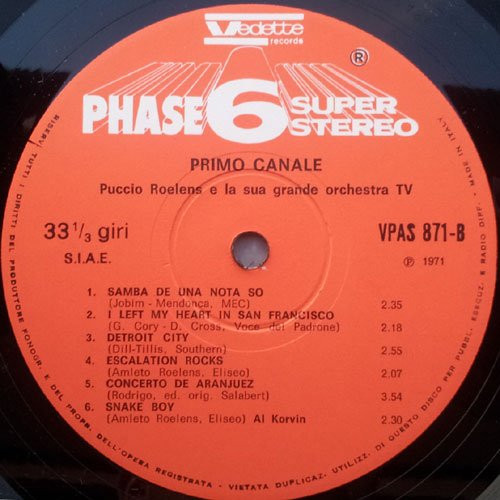 Vedette
records
PHASE 6 SUPER
STEREO
®
PRIMO CANALE
Puccio Roelens e la sua grande orchestra TV
33 1/3 giri
VPAS 871-B
S.I.A.E.
℗ 1971
1. SAMBA DE UNA NOTA SO
(Jobim - Mendonca, MEC) 2.35
2. I LEFT MY HEART IN SAN FRANCISCO
(G. Cory - D. Cross, Voce del Padrone) 2.18
3. DETROIT CITY
(Dill-Tillis, Southern) 2.55
4. ESCALATION ROCKS
(Amleto Roelens, Eliseo) 2.07
5. CONCERTO DE ARANJUEZ
(Rodrigo, ed. orig. Salabert) 3.54
6 SNAKE BOY
(Amleto Roelens, Eliseo) Al Korvin 2.30
RISERV. TUTTI I DIRITTI DEL PRODUTTORE FONOGR. E DEL PROPR. DELL'OPERA REGISTRATA - VIETATA DUPLICAZ. UTILIZZ. DI QUESTO DISCO PER PUBBL. ESECUZ. E RADIO DIFF. - MADE IN ITALY